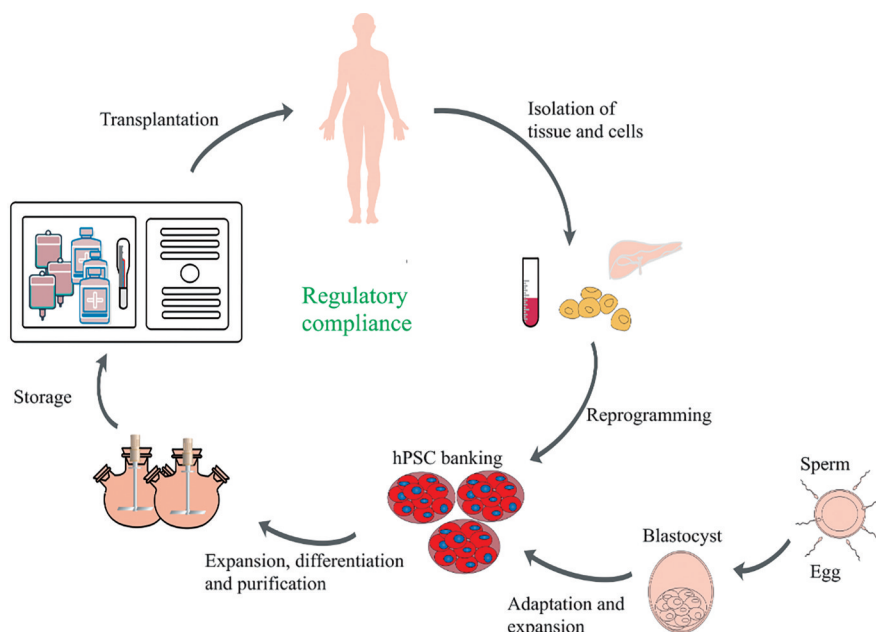 Transplantation
Isolation of
tissue and cells
Regulatory
compliance
Reprogramming
Storage
hPSC banking
Sperm
Blastocyst
Egg
Expansion, differentiation
and purification
Adaptation and
expansion